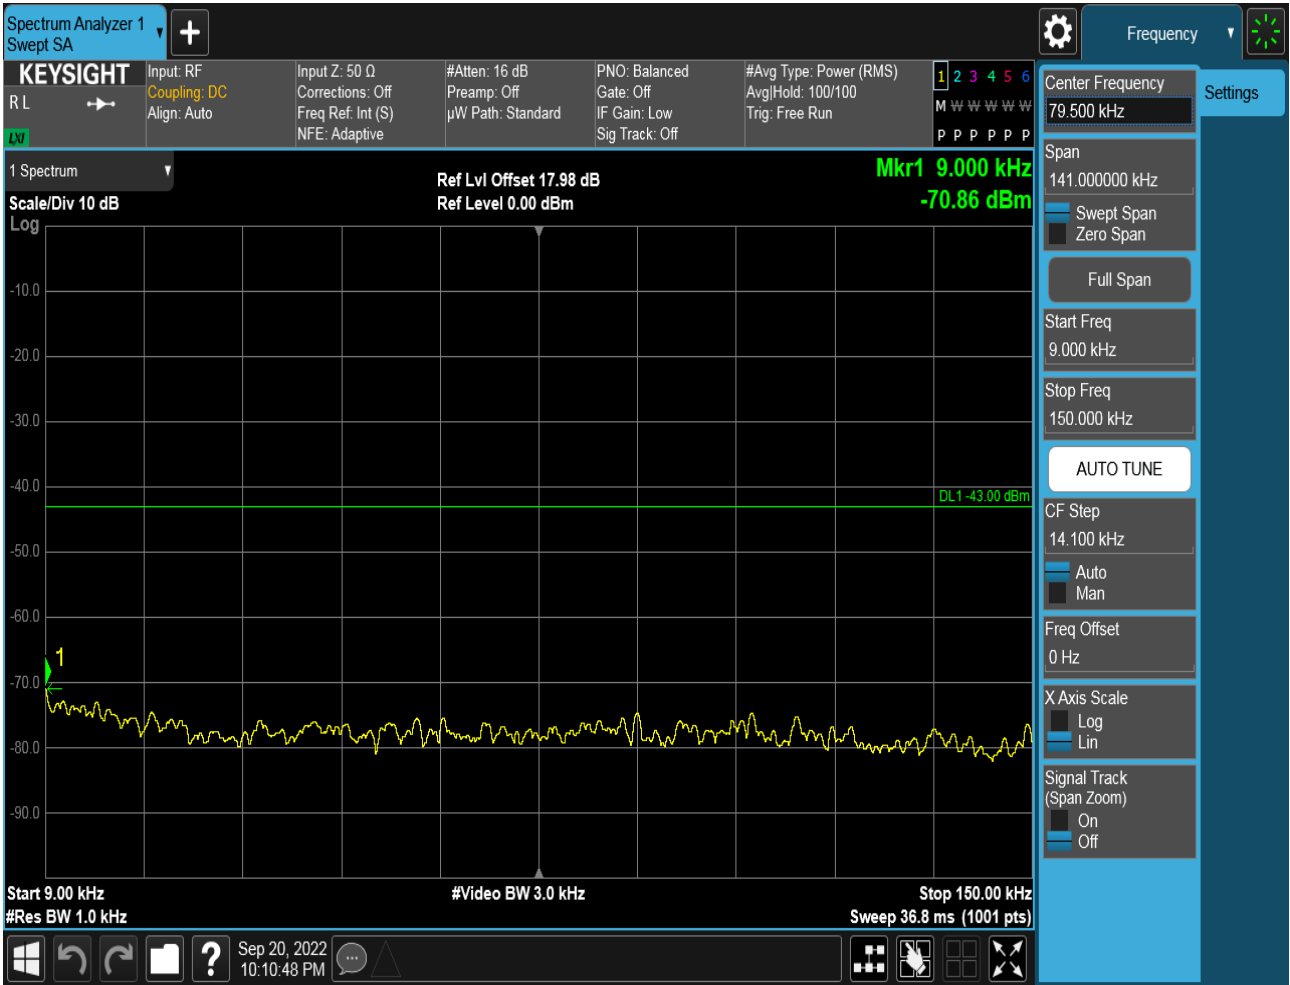 Spectrum Analyzer 1
Swept SA
Frequency
KEYSIGHT
R L
LXI
Input: RF
Coupling: DC
Align: Auto
Input Z: 50 Ω
Corrections: Off
Freq Ref: Int (S)
NFE: Adaptive
#Atten: 16 dB
Preamp: Off
µW Path: Standard
PNO: Balanced
Gate: Off
IF Gain: Low
Sig Track: Off
#Avg Type: Power (RMS)
Avg|Hold: 100/100
Trig: Free Run
1 2 3 4 5 6
M W W W W W
P P P P P P
1 Spectrum
Scale/Div 10 dB
Log
Ref Lvl Offset 17.98 dB
Ref Level 0.00 dBm
Mkr1 9.000 kHz
-70.86 dBm
-10.0
-20.0
-30.0
-40.0
DL1 -43.00 dBm
-50.0
-60.0
1
-70.0
-80.0
-90.0
Start 9.00 kHz
#Video BW 3.0 kHz
Stop 150.00 kHz
#Res BW 1.0 kHz
Sweep 36.8 ms (1001 pts)
Sep 20, 2022
10:10:48 PM
Center Frequency
79.500 kHz
Settings
Span
141.000000 kHz
Swept Span
Zero Span
Full Span
Start Freq
9.000 kHz
Stop Freq
150.000 kHz
AUTO TUNE
CF Step
14.100 kHz
Auto
Man
Freq Offset
0 Hz
X Axis Scale
Log
Lin
Signal Track
(Span Zoom)
On
Off